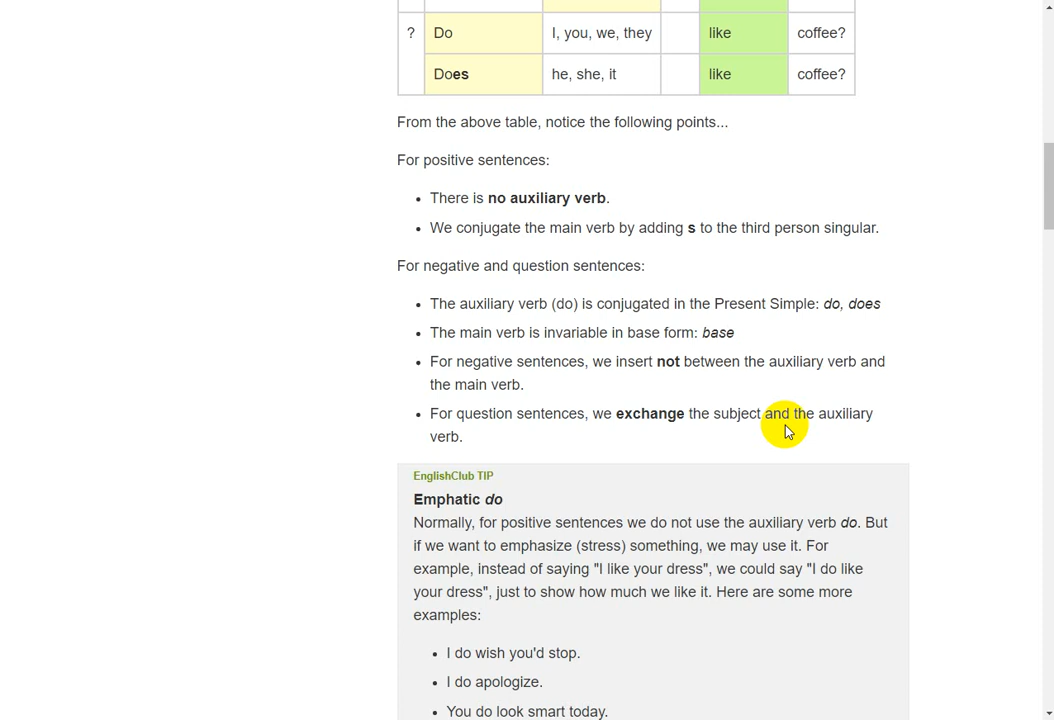 ? Do I, you, we, they like coffee?
Does he, she, it like coffee?
From the above table, notice the following points...
For positive sentences:
• There is no auxiliary verb.
• We conjugate the main verb by adding s to the third person singular.
For negative and question sentences:
• The auxiliary verb (do) is conjugated in the Present Simple: do, does
• The main verb is invariable in base form: base
• For negative sentences, we insert not between the auxiliary verb and
the main verb.
• For question sentences, we exchange the subject and the auxiliary
verb.
EnglishClub TIP
Emphatic do
Normally, for positive sentences we do not use the auxiliary verb do. But
if we want to emphasize (stress) something, we may use it. For
example, instead of saying "I like your dress", we could say "I do like
your dress", just to show how much we like it. Here are some more
examples:
• I do wish you'd stop.
• I do apologize.
• You do look smart today.